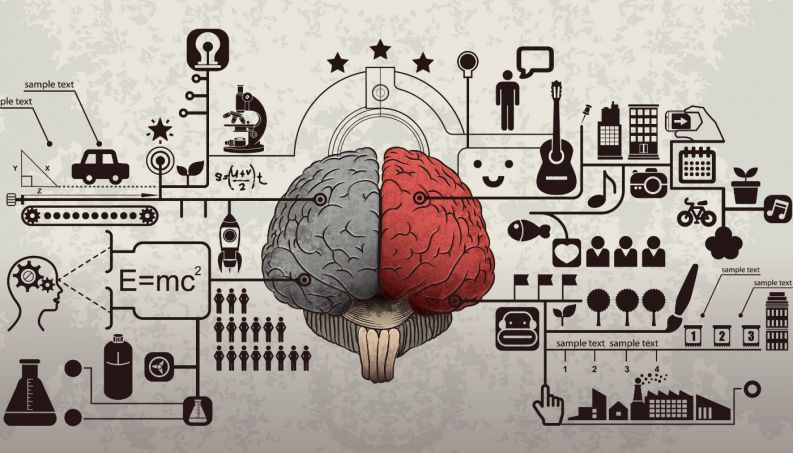 sample text
ple text
Y
X
Z
s=(u+v/2)t
E=mc²
sample text
sample text
1 2 3
sample text sample text
1 2 3 4